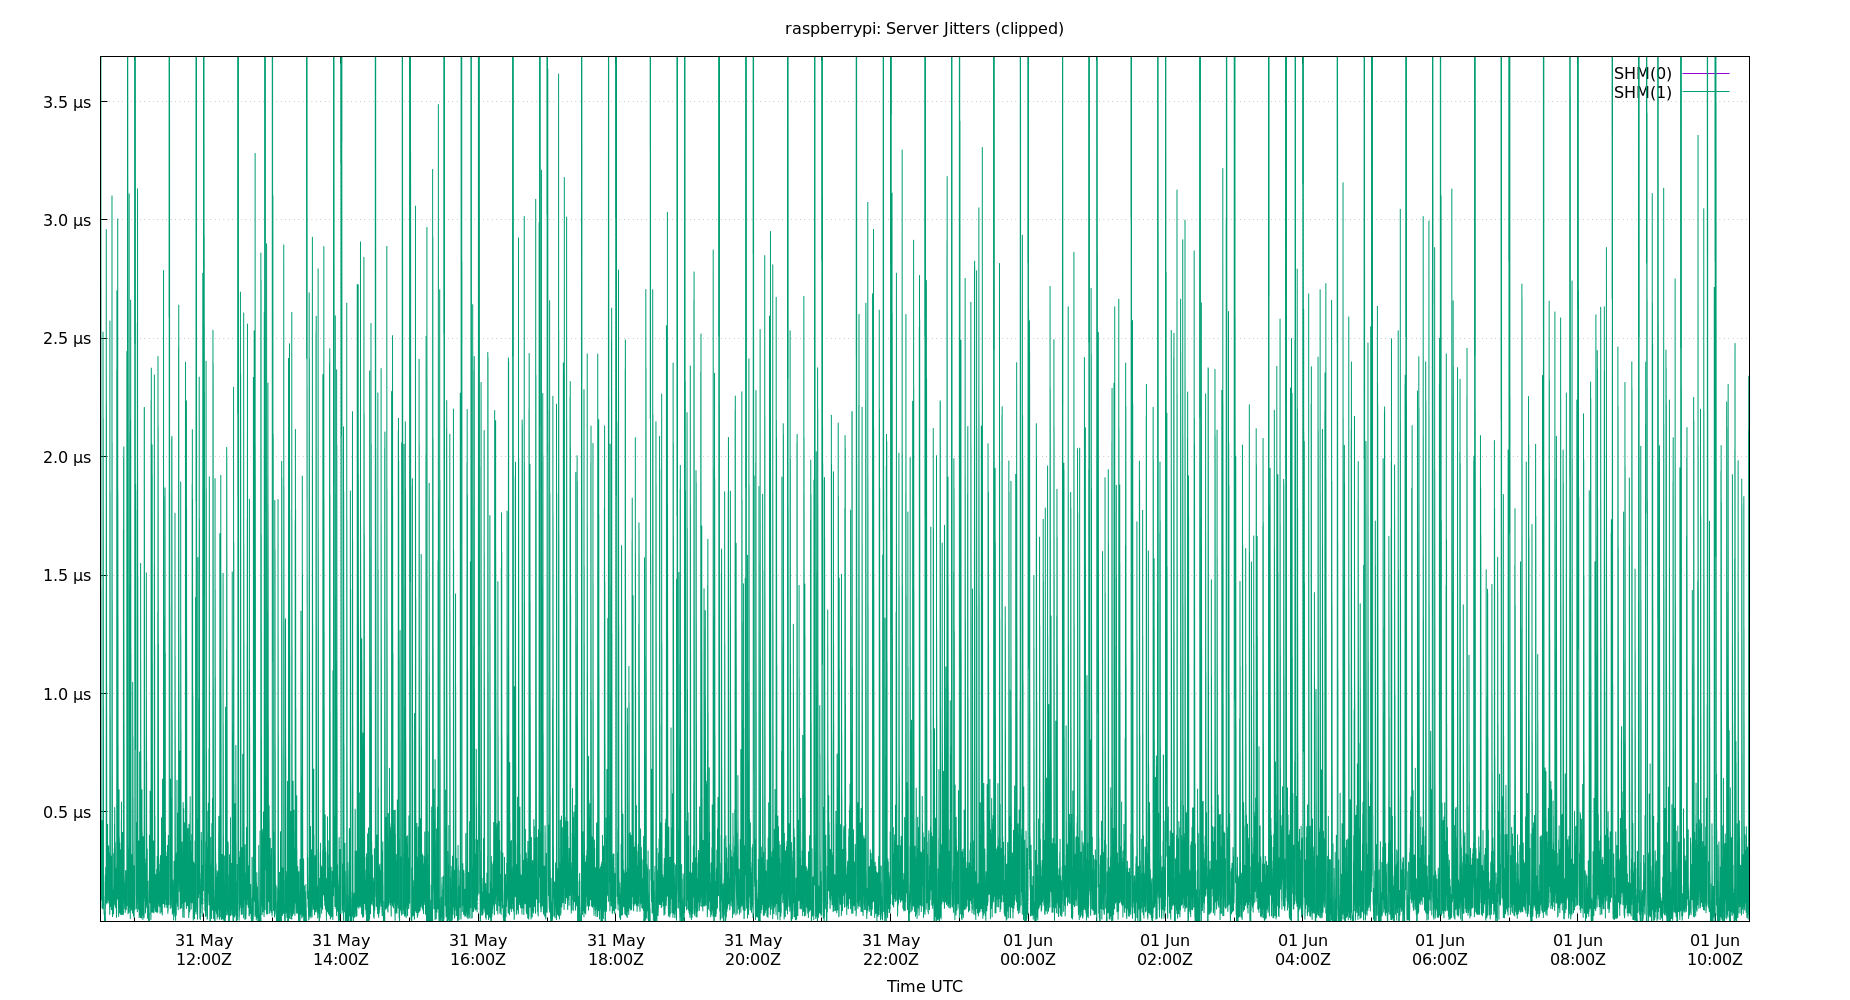 raspberrypi: Server Jitters (clipped)
SHM(0)
SHM(1)
3.5 µs
3.0 µs
2.5 µs
2.0 µs
1.5 µs
1.0 µs
0.5 µs
31 May 31 May 31 May 31 May 31 May 31 May 01 Jun 01 Jun 01 Jun 01 Jun 01 Jun 01 Jun
12:00Z 14:00Z 16:00Z 18:00Z 20:00Z 22:00Z 00:00Z 02:00Z 04:00Z 06:00Z 08:00Z 10:00Z
Time UTC